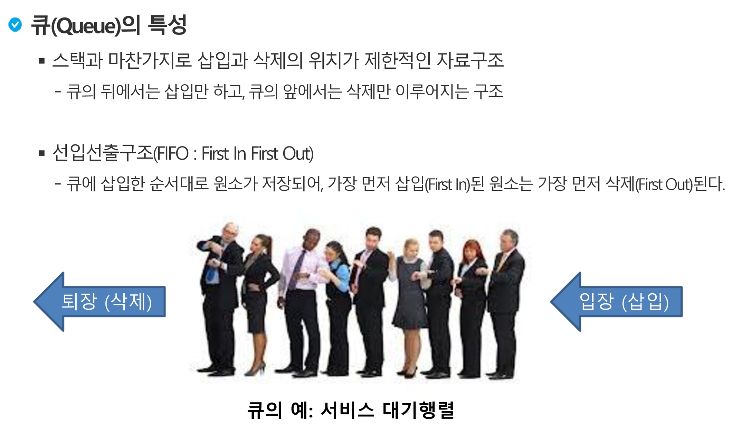 큐(Queue)의 특성
▪ 스택과 마찬가지로 삽입과 삭제의 위치가 제한적인 자료구조
- 큐의 뒤에서는 삽입만 하고, 큐의 앞에서는 삭제만 이루어지는 구조
▪ 선입선출구조(FIFO : First In First Out)
- 큐에 삽입한 순서대로 원소가 저장되어, 가장 먼저 삽입(First In)된 원소는 가장 먼저 삭제(First Out)된다.
퇴장 (삭제)
입장 (삽입)
큐의 예: 서비스 대기행렬